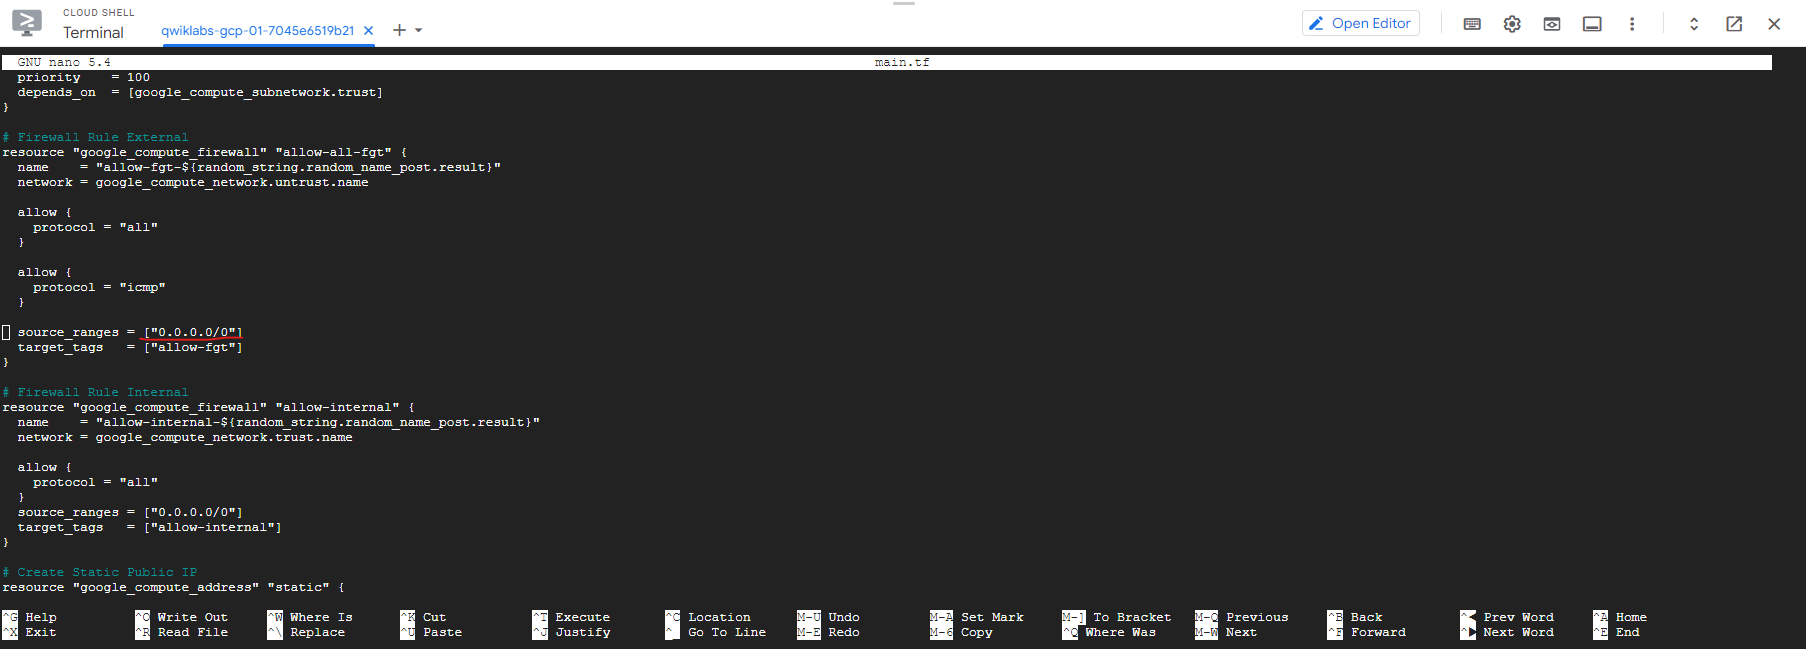 CLOUD SHELL
Terminal
qwiklabs-gcp-01-7045e6519b21
Open Editor
GNU nano 5.4 main.tf
priority    = 100
depends_on  = [google_compute_subnetwork.trust]
}
# Firewall Rule External
resource "google_compute_firewall" "allow-all-fgt" {
name    = "allow-fgt-${random_string.random_name_post.result}"
network = google_compute_network.untrust.name
allow {
protocol = "all"
}
allow {
protocol = "icmp"
}
source_ranges = ["0.0.0.0/0"]
target_tags   = ["allow-fgt"]
}
# Firewall Rule Internal
resource "google_compute_firewall" "allow-internal" {
name    = "allow-internal-${random_string.random_name_post.result}"
network = google_compute_network.trust.name
allow {
protocol = "all"
}
source_ranges = ["0.0.0.0/0"]
target_tags   = ["allow-internal"]
}
# Create Static Public IP
resource "google_compute_address" "static" {
^G Help ^O Write Out ^W Where Is ^K Cut ^T Execute ^C Location M-U Undo M-A Set Mark M-] To Bracket M-Q Previous ^B Back ^◀ Prev Word ^A Home
^X Exit ^R Read File ^\ Replace ^U Paste ^J Justify ^_ Go To Line M-E Redo M-6 Copy ^Q Where Was M-W Next ^F Forward ^▶ Next Word ^E End